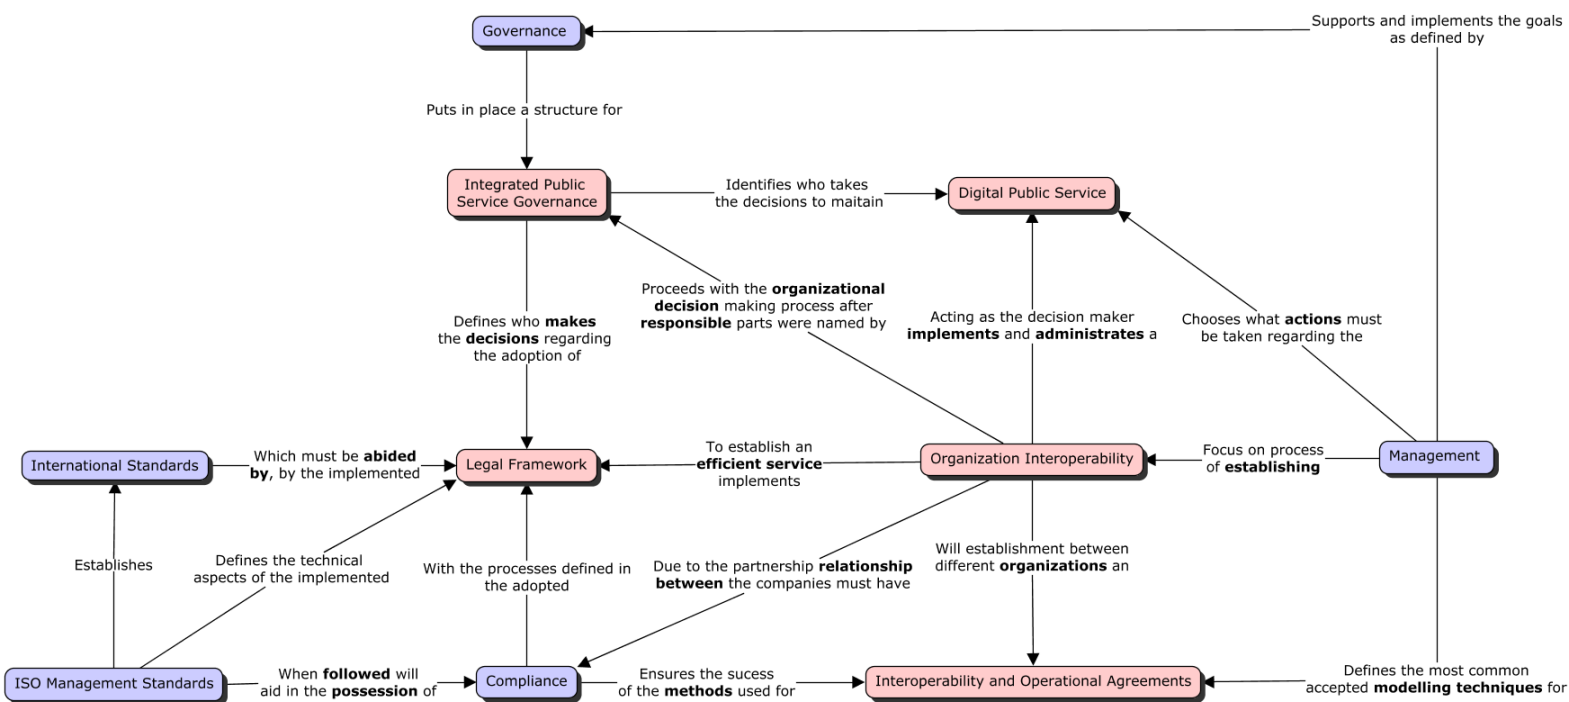 Governance
Supports and implements the goals
as defined by
Puts in place a structure for
Integrated Public
Service Governance
Identifies who takes
the decisions to maitain
Digital Public Service
Proceeds with the organizational
decision making process after
responsible parts were named by
Defines who makes
the decisions regarding
the adoption of
Acting as the decision maker
implements and administrates a
Chooses what actions must
be taken regarding the
International Standards
Which must be abided
by, by the implemented
Legal Framework
To establish an
efficient service
implements
Organization Interoperability
Focus on process
of establishing
Management
Establishes
Defines the technical
aspects of the implemented
With the processes defined in
the adopted
Due to the partnership relationship
between the companies must have
Will establishment between
different organizations an
ISO Management Standards
When followed will
aid in the possession of
Compliance
Ensures the sucess
of the methods used for
Interoperability and Operational Agreements
Defines the most common
accepted modelling techniques for